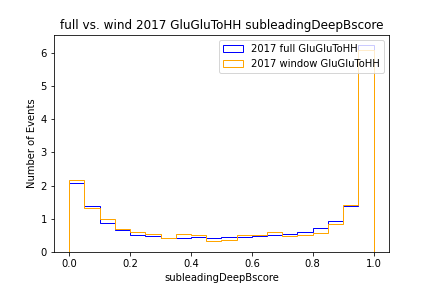 full vs. wind 2017 GluGluToHH subleadingDeepBscore
2017 full GluGluToHH
2017 window GluGluToHH
Number of Events
6
5
4
3
2
1
0
0.0 0.2 0.4 0.6 0.8 1.0
subleadingDeepBscore